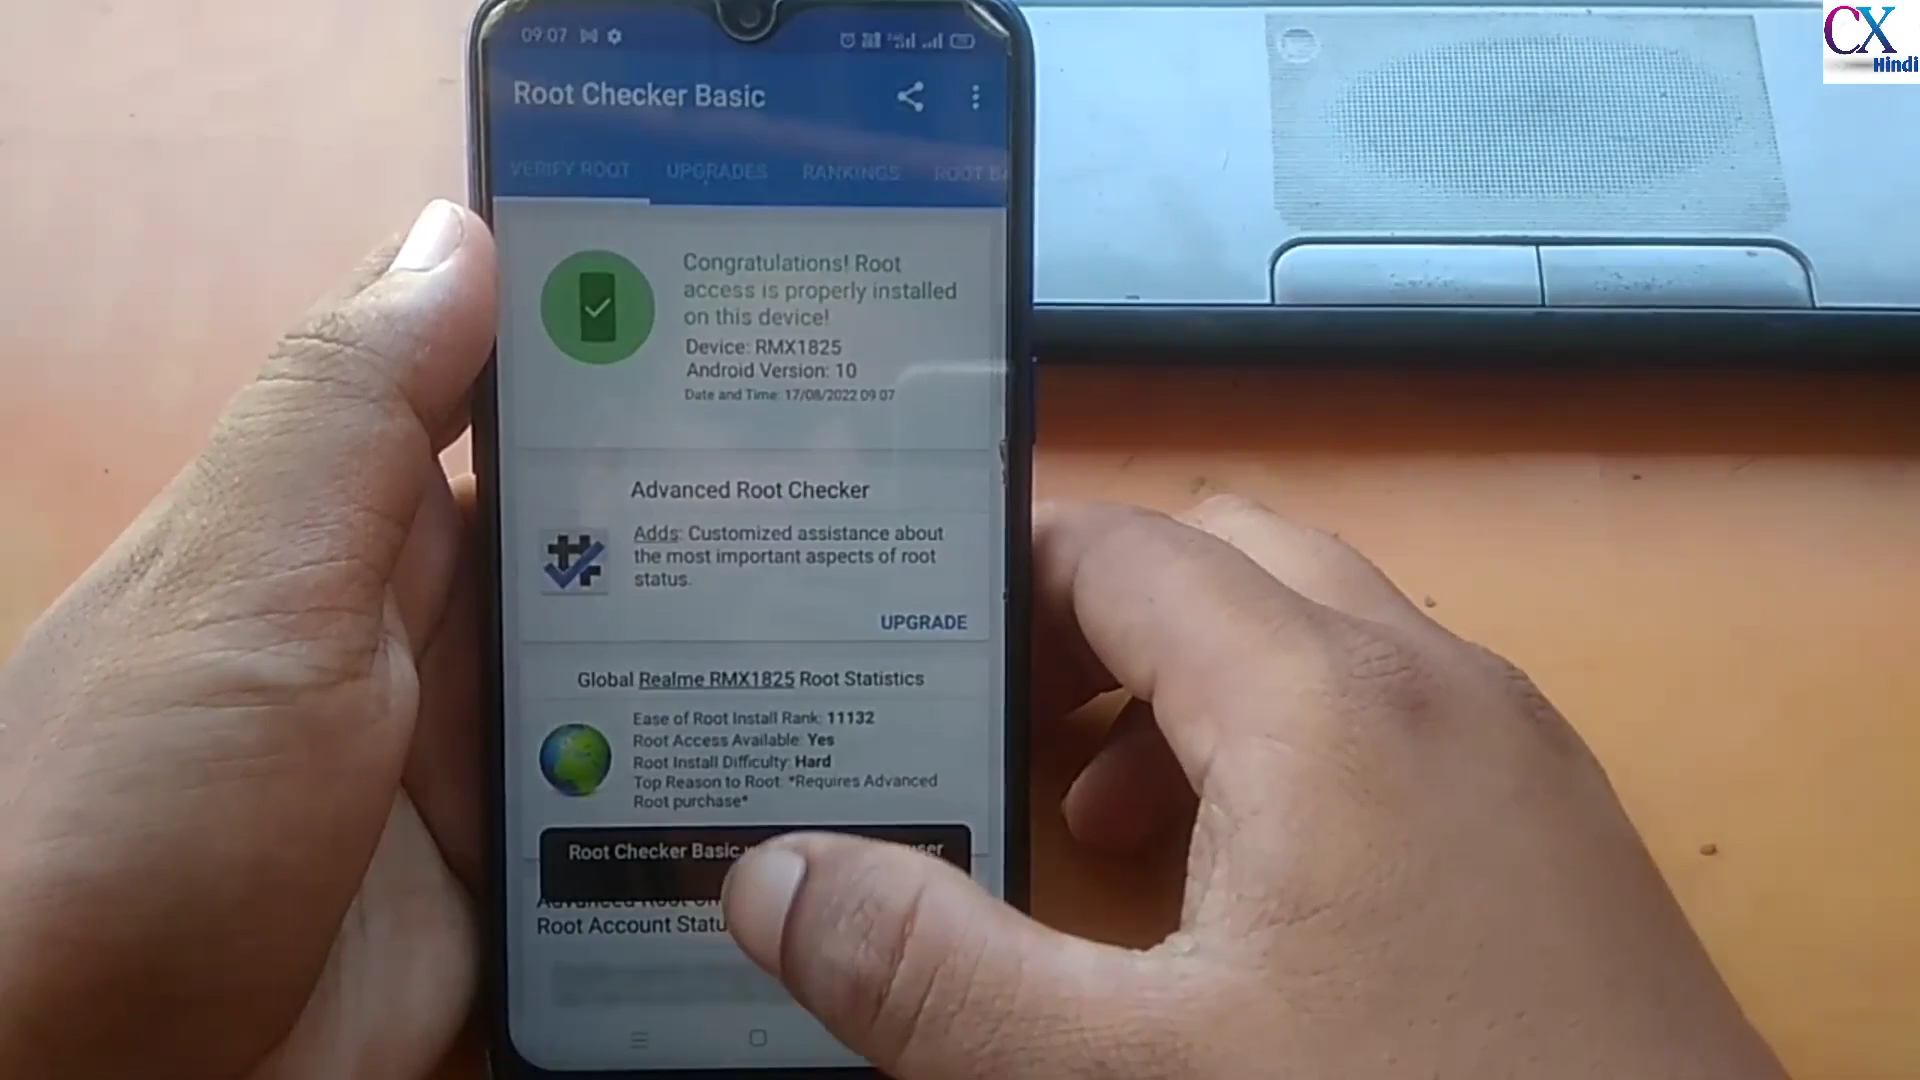 CX
Hindi
09:07
Root Checker Basic
VERIFY ROOT UPGRADES RANKINGS ROOT BA
Congratulations! Root
access is properly installed
on this device!
Device: RMX1825
Android Version: 10
Date and Time: 17/08/2022 09:07
Advanced Root Checker
Adds: Customized assistance about
the most important aspects of root
status.
UPGRADE
Global Realme RMX1825 Root Statistics
Ease of Root Install Rank: 11132
Root Access Available: Yes
Root Install Difficulty: Hard
Top Reason to Root: *Requires Advanced
Root purchase*
Root Checker Basic
Root Account Statu